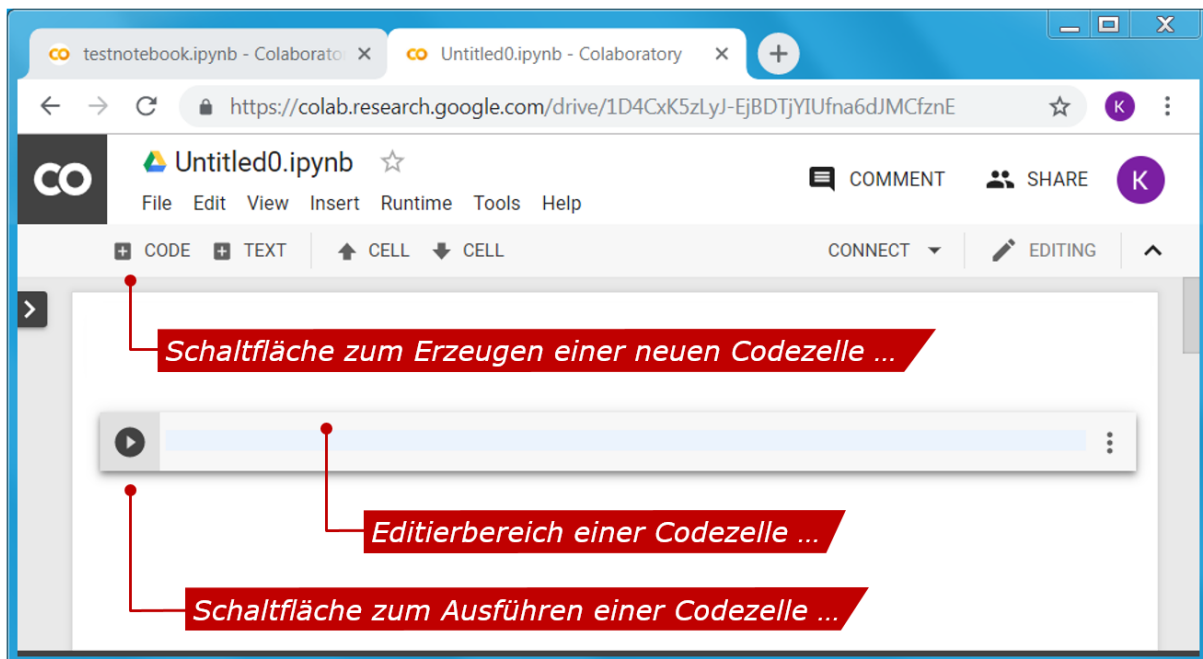 testnotebook.ipynb - Colaborato
Untitled0.ipynb - Colaboratory
https://colab.research.google.com/drive/1D4CxK5zLyJ-EjBDTjYIUfna6dJMCfznE
K
CO
Untitled0.ipynb
COMMENT
SHARE
K
File Edit View Insert Runtime Tools Help
CODE TEXT CELL CELL CONNECT EDITING
Schaltfläche zum Erzeugen einer neuen Codezelle ...
Editierbereich einer Codezelle ...
Schaltfläche zum Ausführen einer Codezelle ...